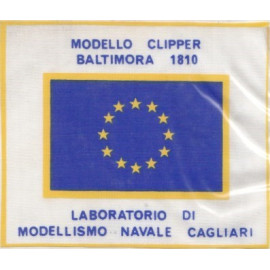 MODELLO CLIPPER
BALTIMORA 1810
LABORATORIO DI
MODELLISMO NAVALE CAGLIARI